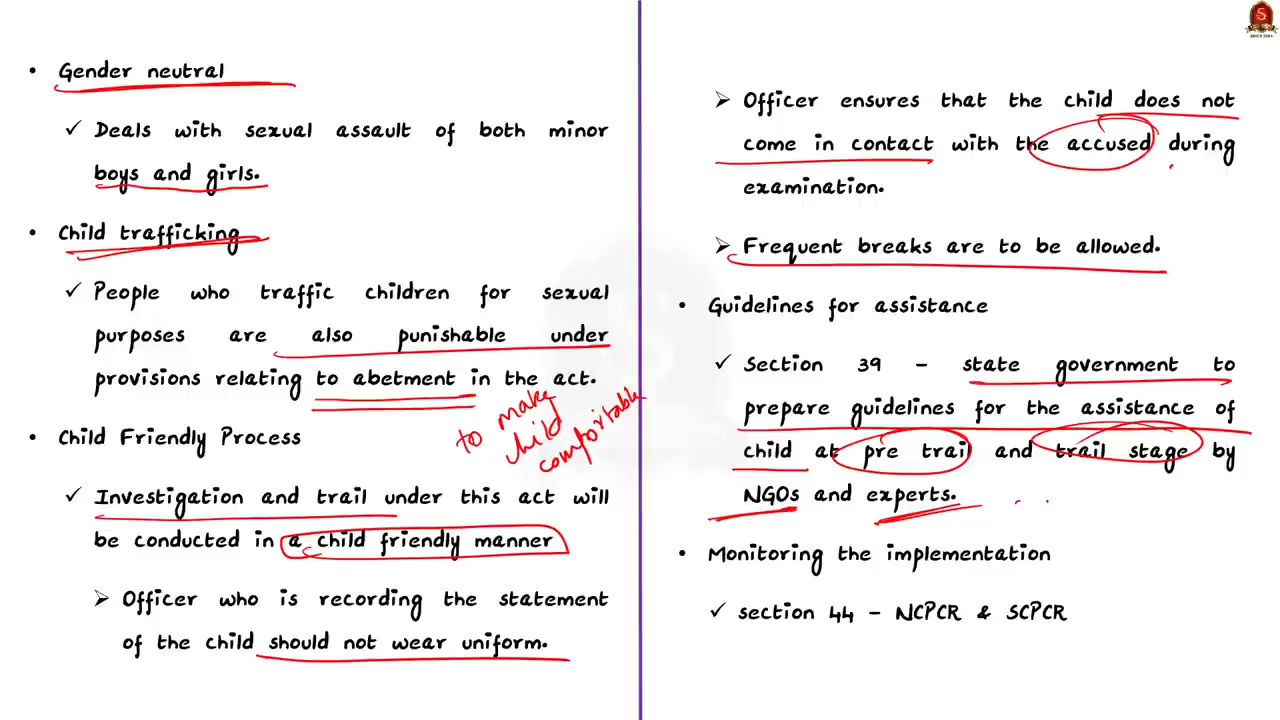 • Gender neutral
✓ Deals with sexual assault of both minor
boys and girls.
• Child trafficking
✓ People who traffic children for sexual
purposes are also punishable under
provisions relating to abetment in the act.
to make
child
comfortable
• Child Friendly Process
✓ Investigation and trail under this act will
be conducted in a child friendly manner
➢ Officer who is recording the statement
of the child should not wear uniform.
➢ Officer ensures that the child does not
come in contact with the accused during
examination.
➢ Frequent breaks are to be allowed.
• Guidelines for assistance
✓ Section 39 – state government to
prepare guidelines for the assistance of
child at pre trail and trail stage by
NGOs and experts.
• Monitoring the implementation
✓ section 44 – NCPCR & SCPCR